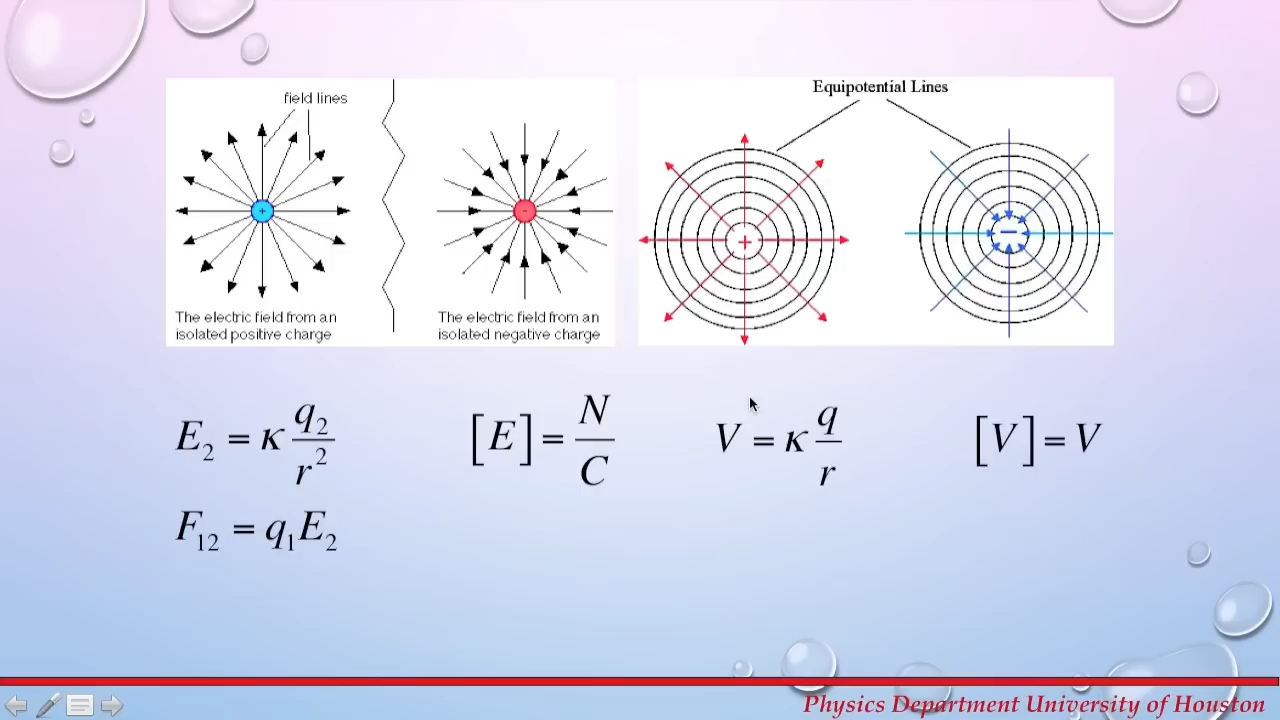 field lines
+
-
The electric field from an
isolated positive charge
The electric field from an
isolated negative charge
Equipotential Lines
+
−
E₂ = κ q₂/r²
[E] = N/C
V = κ q/r
[V] = V
F₁₂ = q₁E₂
Physics Department University of Houston